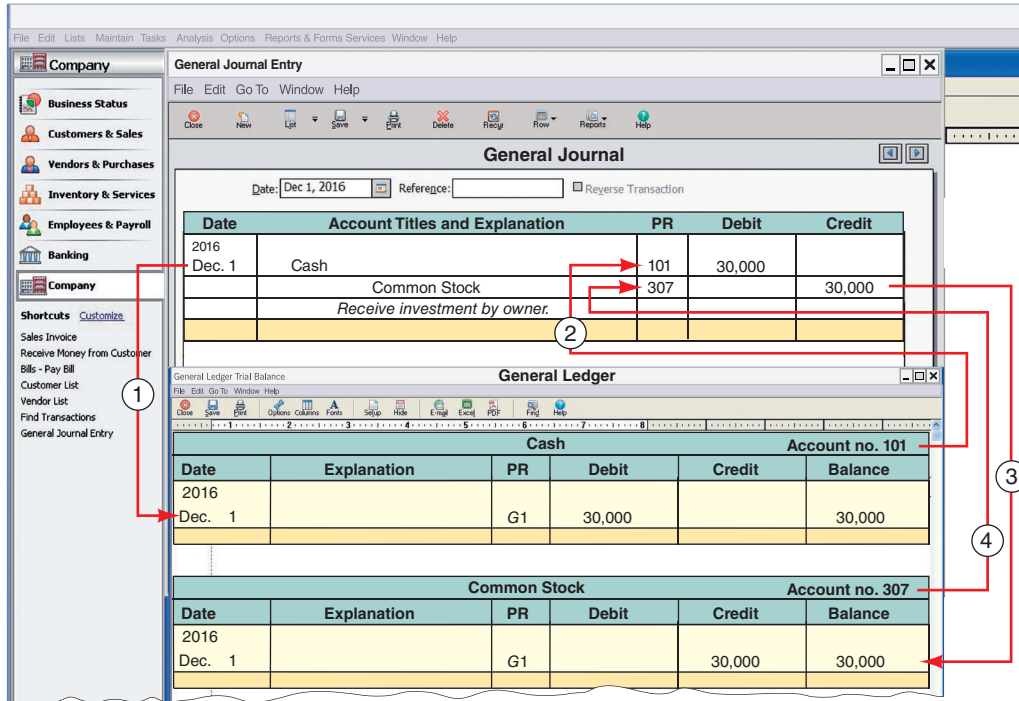 File Edit Lists Maintain Tasks Analysis Options Reports & Forms Services Window Help
Company
Business Status
Customers & Sales
Vendors & Purchases
Inventory & Services
Employees & Payroll
Banking
Company
Shortcuts Customize
Sales Invoice
Receive Money from Customer
Bills - Pay Bill
Customer List
Vendor List
Find Transactions
General Journal Entry
General Journal Entry
File Edit Go To Window Help
Close New List Save Print Delete Recur Row Reports Help
General Journal
Date: Dec 1, 2016 Reference: Reverse Transaction
Date Account Titles and Explanation PR Debit Credit
2016
Dec. 1 Cash 101 30,000
Common Stock 307 30,000
Receive investment by owner.
1
2
3
4
General Ledger Trial Balance General Ledger
File Edit Go To Window Help
Close Save Print Options Columns Fonts Setup Hide E-mail Excel PDF Find Help
1 2 3 4 5 6 7 8
Cash Account no. 101
Date Explanation PR Debit Credit Balance
2016
Dec. 1 G1 30,000 30,000
Common Stock Account no. 307
Date Explanation PR Debit Credit Balance
2016
Dec. 1 G1 30,000 30,000